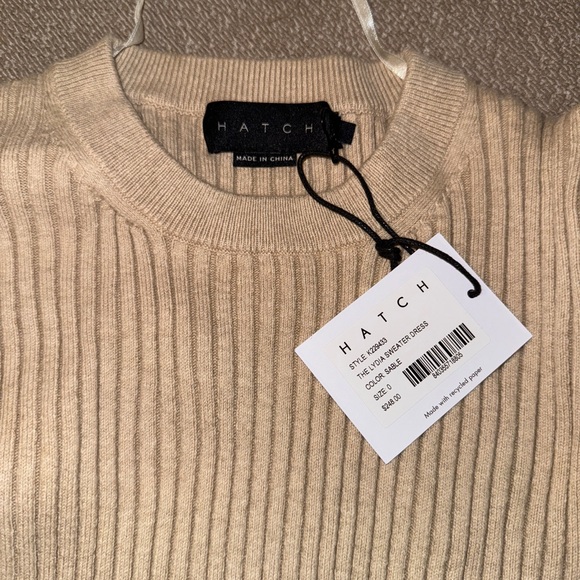 HATCH
MADE IN CHINA
HATCH
STYLE: K229433
THE LYDIA SWEATER DRESS
COLOR: SABLE
SIZE: 0
$248.00
Made with recycled paper